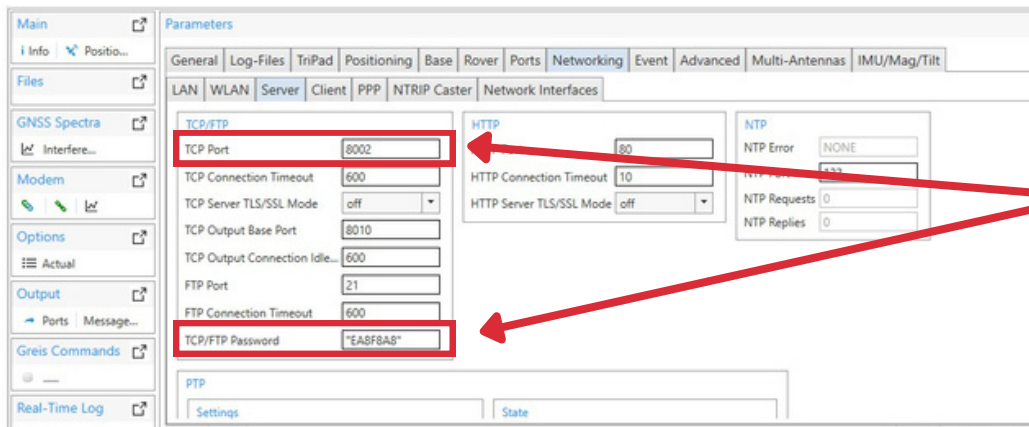 Main
Info Positio...
Files
GNSS Spectra
Interfere...
Modem
Options
Actual
Output
Ports Message...
Greis Commands
Real-Time Log
Parameters
General Log-Files TriPad Positioning Base Rover Ports Networking Event Advanced Multi-Antennas IMU/Mag/Tilt
LAN WLAN Server Client PPP NTRIP Caster Network Interfaces
TCP/FTP
TCP Port 8002
TCP Connection Timeout 600
TCP Server TLS/SSL Mode off
TCP Output Base Port 8010
TCP Output Connection Idle... 600
FTP Port 21
FTP Connection Timeout 600
TCP/FTP Password "EA8F8A8"
HTTP
80
HTTP Connection Timeout 10
HTTP Server TLS/SSL Mode off
NTP
NTP Error NONE
NTP
NTP Requests 0
NTP Replies 0
PTP
Settings
State